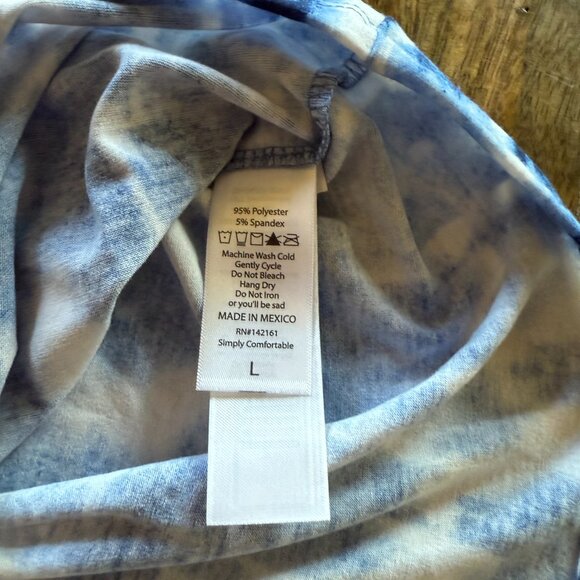 95% Polyester
5% Spandex
Machine Wash Cold
Gently Cycle
Do Not Bleach
Hang Dry
Do Not Iron
or you'll be sad
MADE IN MEXICO
RN#142161
Simply Comfortable
L